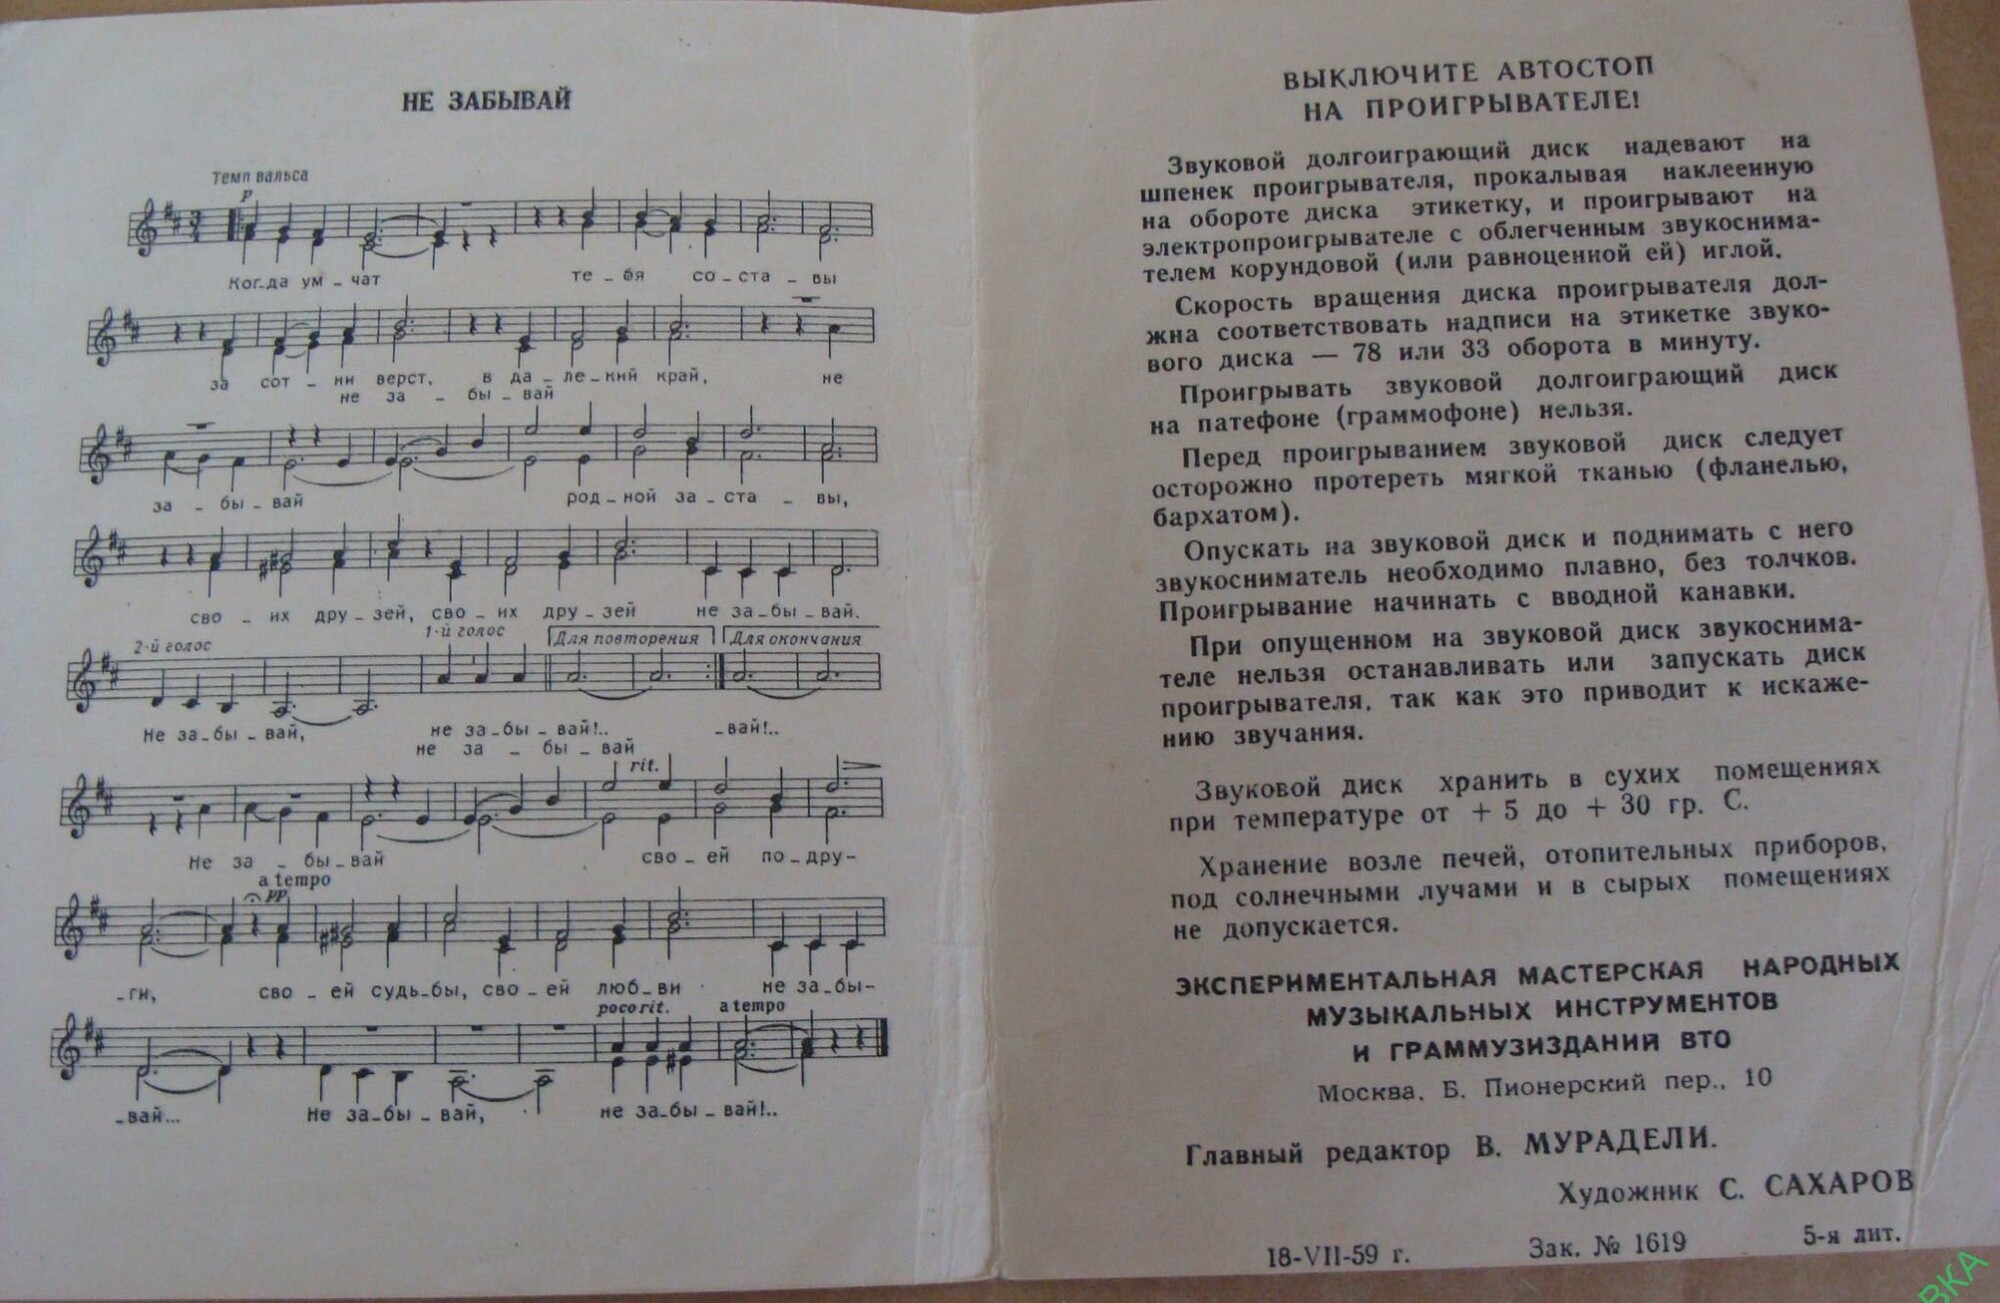 НЕ ЗАБЫВАЙ
Темп вальса
p
Ког-да ум - чат те - бя со - ста - вы
за сот - ни верст, в да - ле - кий край, не
не за - бы - вай
за - бы - вай род - ной за - ста - вы,
сво - их дру - зей, сво - их дру - зей не за - бы - вай.
2-й голос 1-й голос Для повторения Для окончания
Не за - бы - вай, не за - бы - вай!.. -вай!..
не за - бы - вай
rit.
Не за - бы - вай сво - ей по - дру-
a tempo
pp
-ги, сво - ей судь - бы, сво - ей люб - ви не за - бы-
poco rit. a tempo
-вай... Не за - бы - вай, не за - бы - вай!..
ВЫКЛЮЧИТЕ АВТОСТОП
НА ПРОИГРЫВАТЕЛЕ!
Звуковой долгоиграющий диск надевают на
шпенек проигрывателя, прокалывая наклеенную
на обороте диска этикетку, и проигрывают на
электропроигрывателе с облегченным звукоснима-
телем корундовой (или равноценной ей) иглой.
Скорость вращения диска проигрывателя дол-
жна соответствовать надписи на этикетке звуко-
вого диска — 78 или 33 оборота в минуту.
Проигрывать звуковой долгоиграющий диск
на патефоне (граммофоне) нельзя.
Перед проигрыванием звуковой диск следует
осторожно протереть мягкой тканью (фланелью,
бархатом).
Опускать на звуковой диск и поднимать с него
звукосниматель необходимо плавно, без толчков.
Проигрывание начинать с вводной канавки.
При опущенном на звуковой диск звукоснима-
теле нельзя останавливать или запускать диск
проигрывателя, так как это приводит к искаже-
нию звучания.
Звуковой диск хранить в сухих помещениях
при температуре от + 5 до + 30 гр. С.
Хранение возле печей, отопительных приборов,
под солнечными лучами и в сырых помещениях
не допускается.
ЭКСПЕРИМЕНТАЛЬНАЯ МАСТЕРСКАЯ НАРОДНЫХ
МУЗЫКАЛЬНЫХ ИНСТРУМЕНТОВ
И ГРАММУЗИЗДАНИЙ ВТО
Москва, Б. Пионерский пер., 10
Главный редактор В. МУРАДЕЛИ.
Художник С. САХАРОВ
18-VII-59 г. Зак. № 1619 5-я лит.